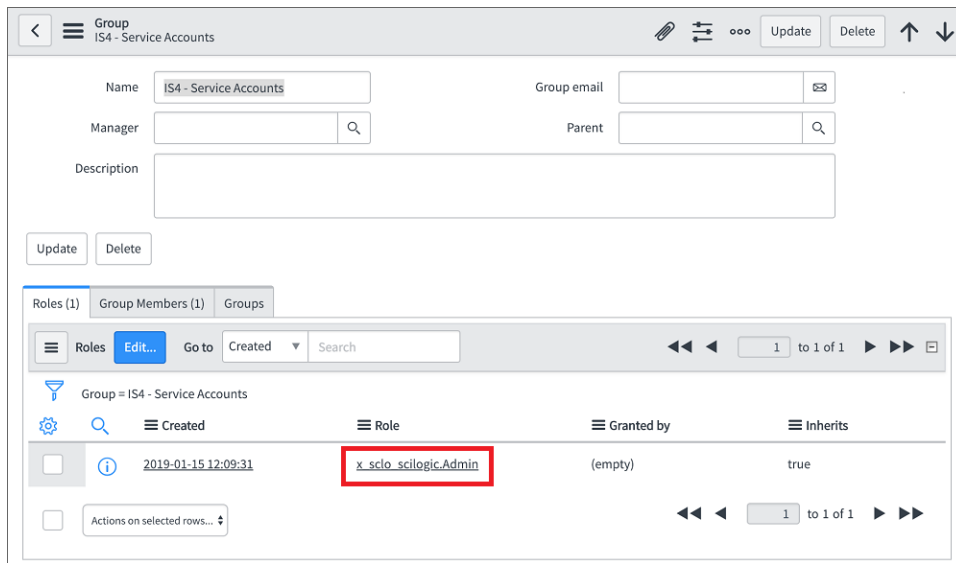 Group
IS4 - Service Accounts
Update Delete
Name IS4 - Service Accounts Group email
Manager Parent
Description
Update Delete
Roles (1) Group Members (1) Groups
Roles Edit... Go to Created Search 1 to 1 of 1
Group = IS4 - Service Accounts
Created Role Granted by Inherits
2019-01-15 12:09:31 x_sclo_scilogic.Admin (empty) true
Actions on selected rows... 1 to 1 of 1